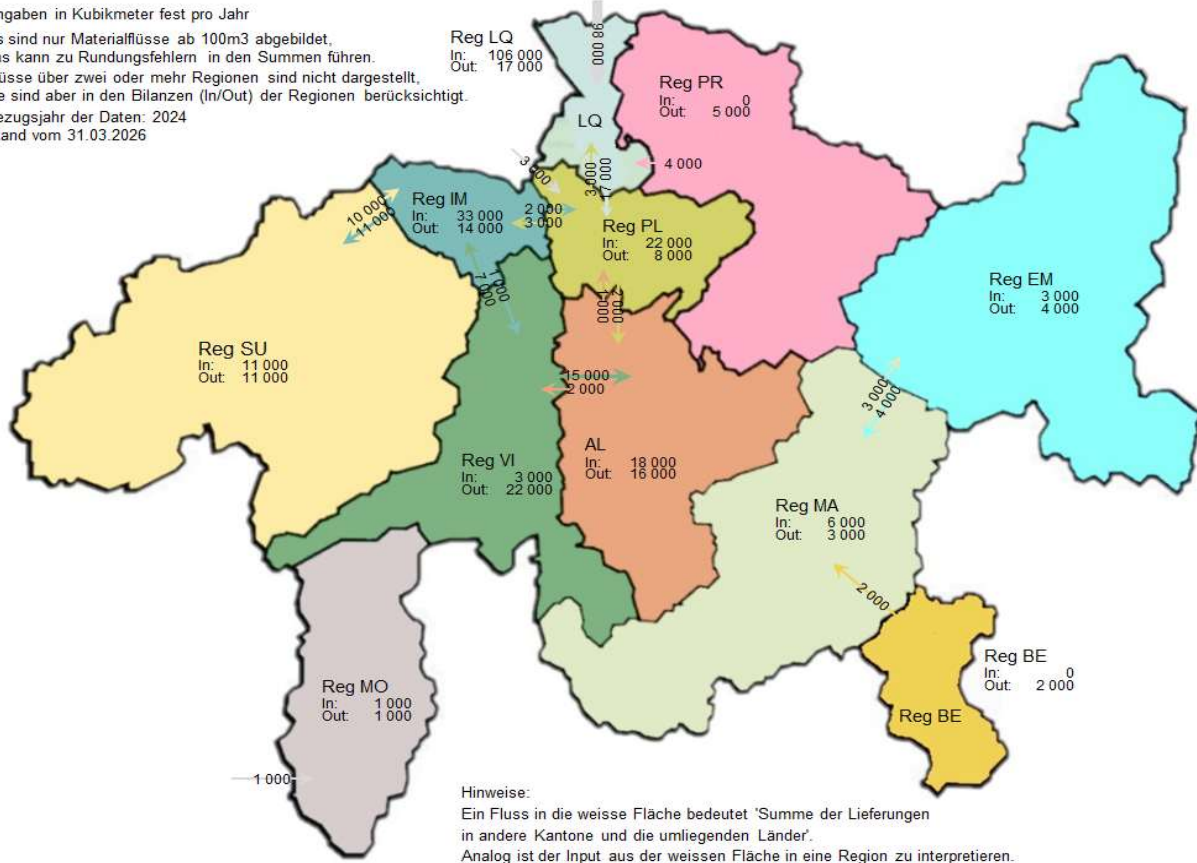 ngaben in Kubikmeter fest pro Jahr
s sind nur Materialflüsse ab 100m3 abgebildet,
s kann zu Rundungsfehlern in den Summen führen.
üsse über zwei oder mehr Regionen sind nicht dargestellt,
e sind aber in den Bilanzen (In/Out) der Regionen berücksichtigt.
ezugsjahr der Daten: 2024
and vom 31.03.2026
Reg LQ
In: 106 000
Out: 17 000
98 000
Reg PR
In: 0
Out: 5 000
LQ
4 000
3 000
3 000
17 000
Reg IM
In: 33 000
Out: 14 000
10 000
11 000
2 000
3 000
Reg PL
In: 22 000
Out: 8 000
1 000
7 000
Reg EM
In: 3 000
Out: 4 000
Reg SU
In: 11 000
Out: 11 000
15 000
2 000
3 000
4 000
AL
In: 18 000
Out: 16 000
Reg VI
In: 3 000
Out: 22 000
Reg MA
In: 6 000
Out: 3 000
2 000
Reg BE
In: 0
Out: 2 000
Reg BE
Reg MO
In: 1 000
Out: 1 000
1 000
Hinweise:
Ein Fluss in die weisse Fläche bedeutet 'Summe der Lieferungen
in andere Kantone und die umliegenden Länder'.
Analog ist der Input aus der weissen Fläche in eine Region zu interpretieren.